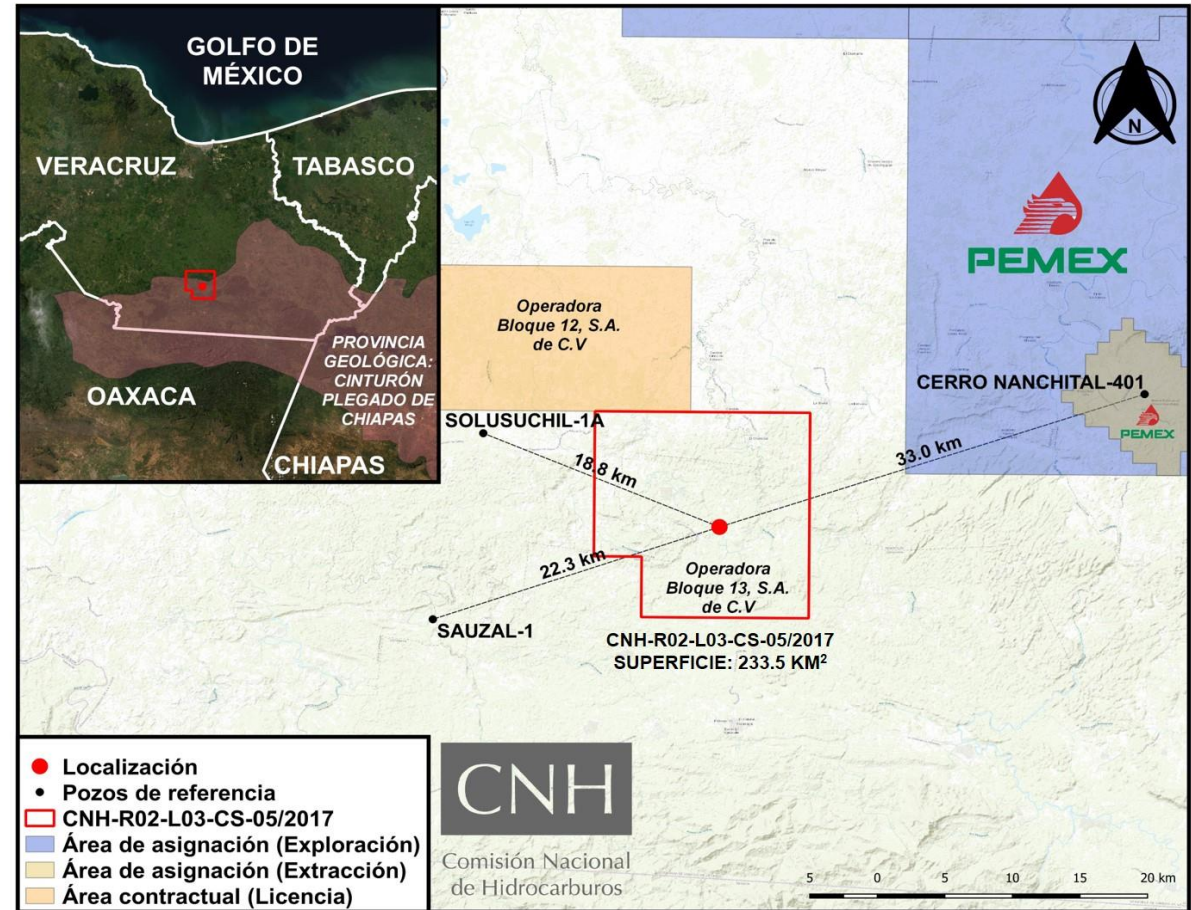 GOLFO DE
MÉXICO
VERACRUZ
TABASCO
OAXACA
CHIAPAS
PROVINCIA
GEOLÓGICA:
CINTURÓN
PLEGADO DE
CHIAPAS
N
PEMEX
Operadora
Bloque 12, S.A.
de C.V
CERRO NANCHITAL-401
PEMEX
SOLUSUCHIL-1A
18.8 km
33.0 km
22.3 km
SAUZAL-1
Operadora
Bloque 13, S.A.
de C.V
CNH-R02-L03-CS-05/2017
SUPERFICIE: 233.5 KM²
Localización
Pozos de referencia
CNH-R02-L03-CS-05/2017
Área de asignación (Exploración)
Área de asignación (Extracción)
Área contractual (Licencia)
CNH
Comisión Nacional
de Hidrocarburos
5 0 5 10 15 20 km